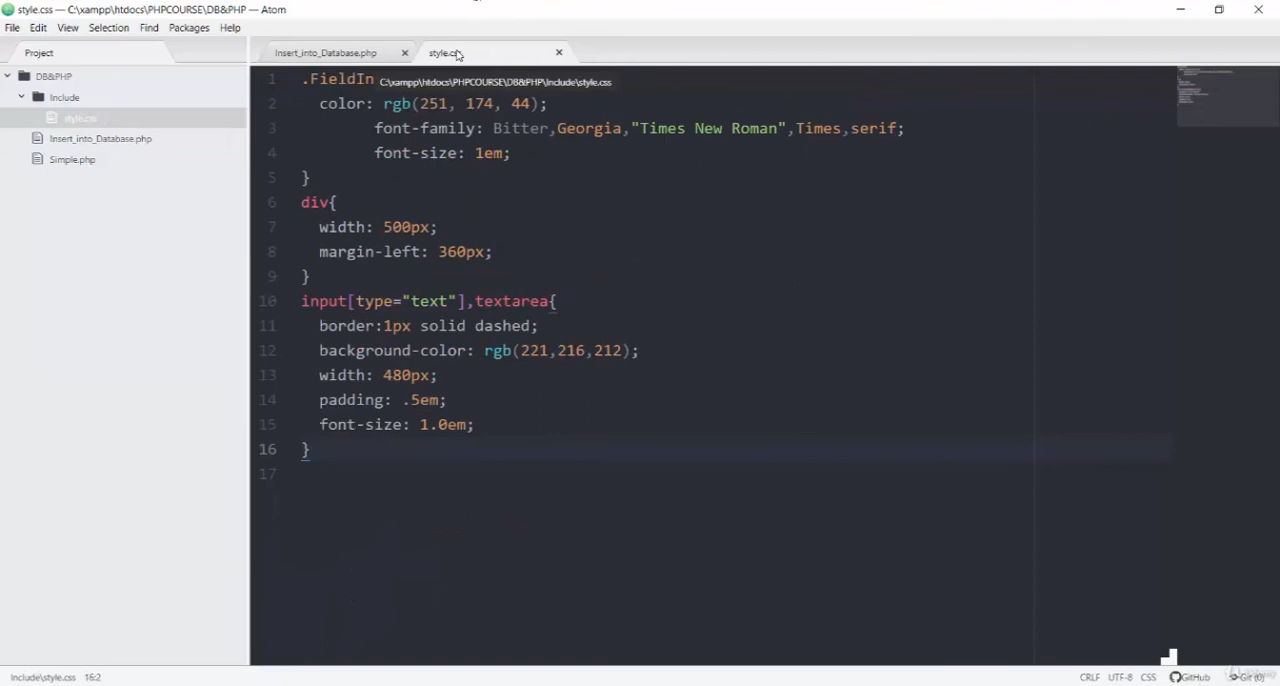 style.css — C:\xampp\htdocs\PHPCOURSE\DB&PHP — Atom
File Edit View Selection Find Packages Help
Project
Insert_into_Database.php
style.css
DB&PHP
Include
style.css
Insert_into_Database.php
Simple.php
C:\xampp\htdocs\PHPCOURSE\DB&PHP\Include\style.css
1 .FieldIn
2 color: rgb(251, 174, 44);
3 font-family: Bitter,Georgia,"Times New Roman",Times,serif;
4 font-size: 1em;
5 }
6 div{
7 width: 500px;
8 margin-left: 360px;
9 }
10 input[type="text"],textarea{
11 border:1px solid dashed;
12 background-color: rgb(221,216,212);
13 width: 480px;
14 padding: .5em;
15 font-size: 1.0em;
16 }
17
Include\style.css 16:2
CRLF UTF-8 CSS GitHub Git (0)